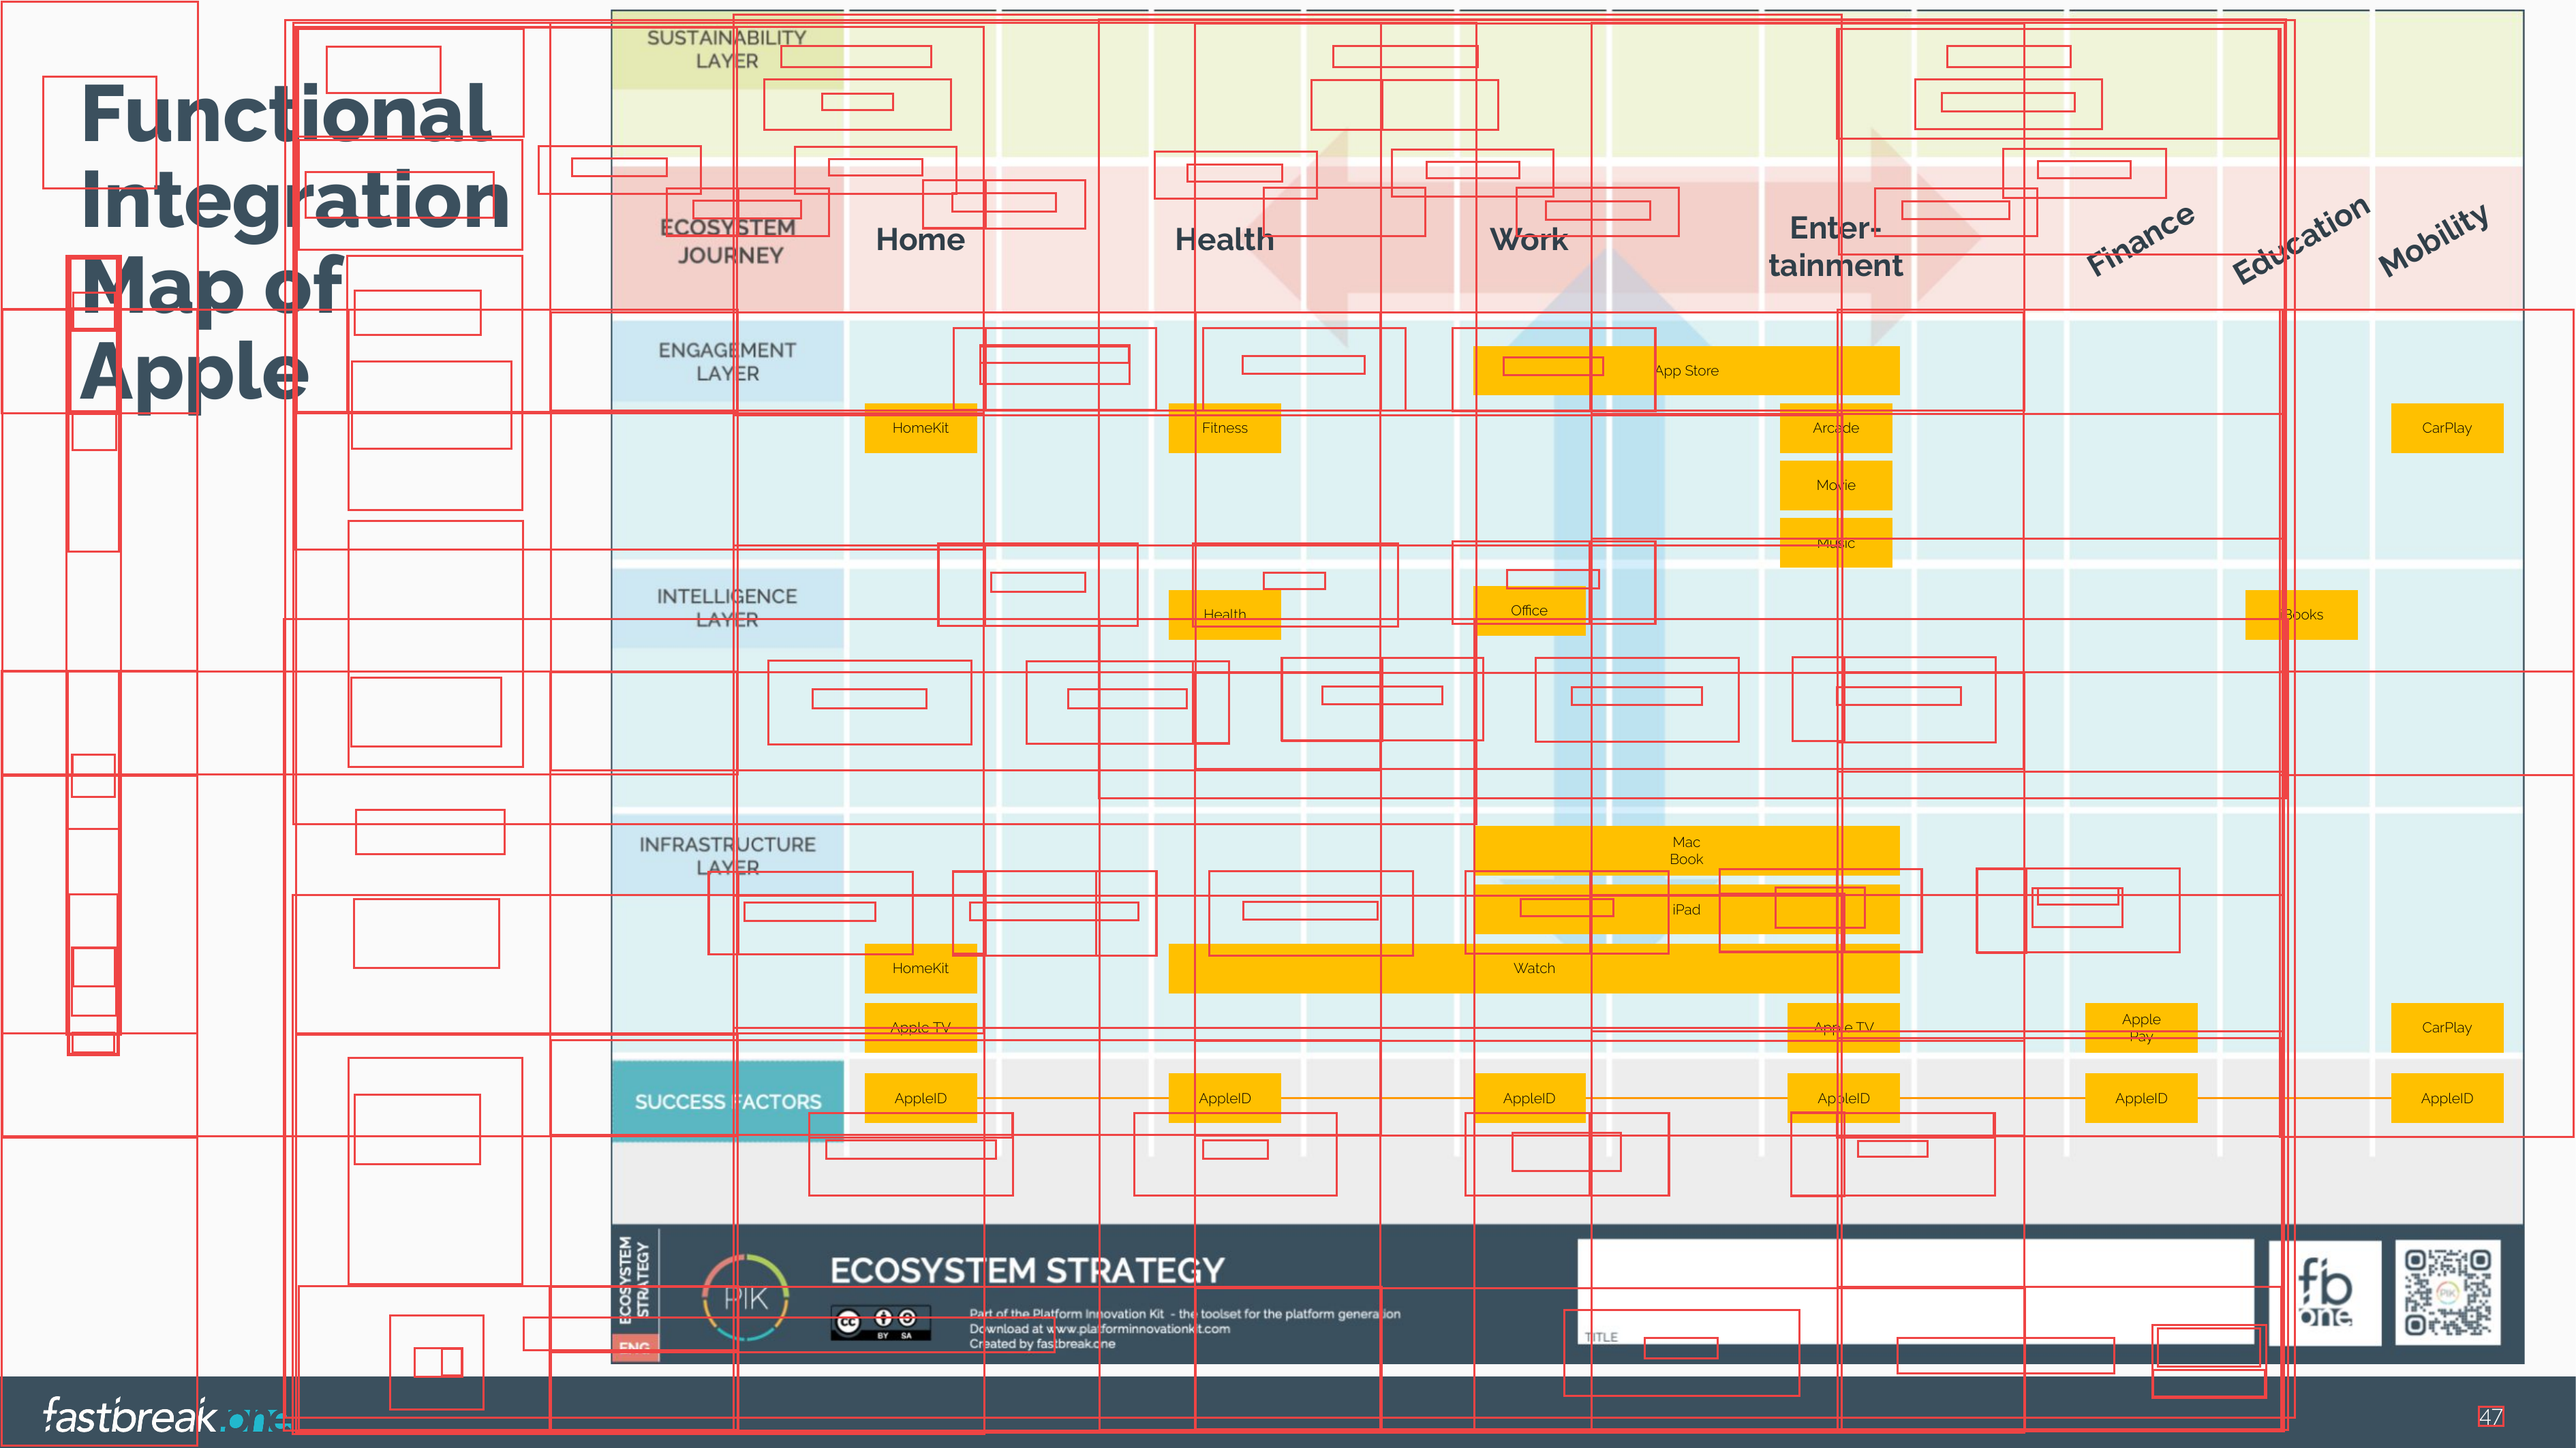 Functional
Integration
Map of
Apple
SUSTAINABILITY
LAYER
ECOSYSTEM
JOURNEY
Home
Health
Work
Enter-
tainment
Finance
Education
Mobility
ENGAGEMENT
LAYER
App Store
HomeKit
Fitness
Arcade
CarPlay
Movie
Music
INTELLIGENCE
LAYER
Health
Office
iBooks
INFRASTRUCTURE
LAYER
Mac
Book
iPad
HomeKit
Watch
Apple TV
Apple TV
Apple
Pay
CarPlay
SUCCESS FACTORS
AppleID
AppleID
AppleID
AppleID
AppleID
AppleID
ECOSYSTEM
STRATEGY
ENG
PIK
ECOSYSTEM STRATEGY
cc BY SA
Part of the Platform Innovation Kit - the toolset for the platform generation
Download at www.platforminnovationkit.com
Created by fastbreak.one
TITLE
fb
one
PIK
fastbreak.one
47